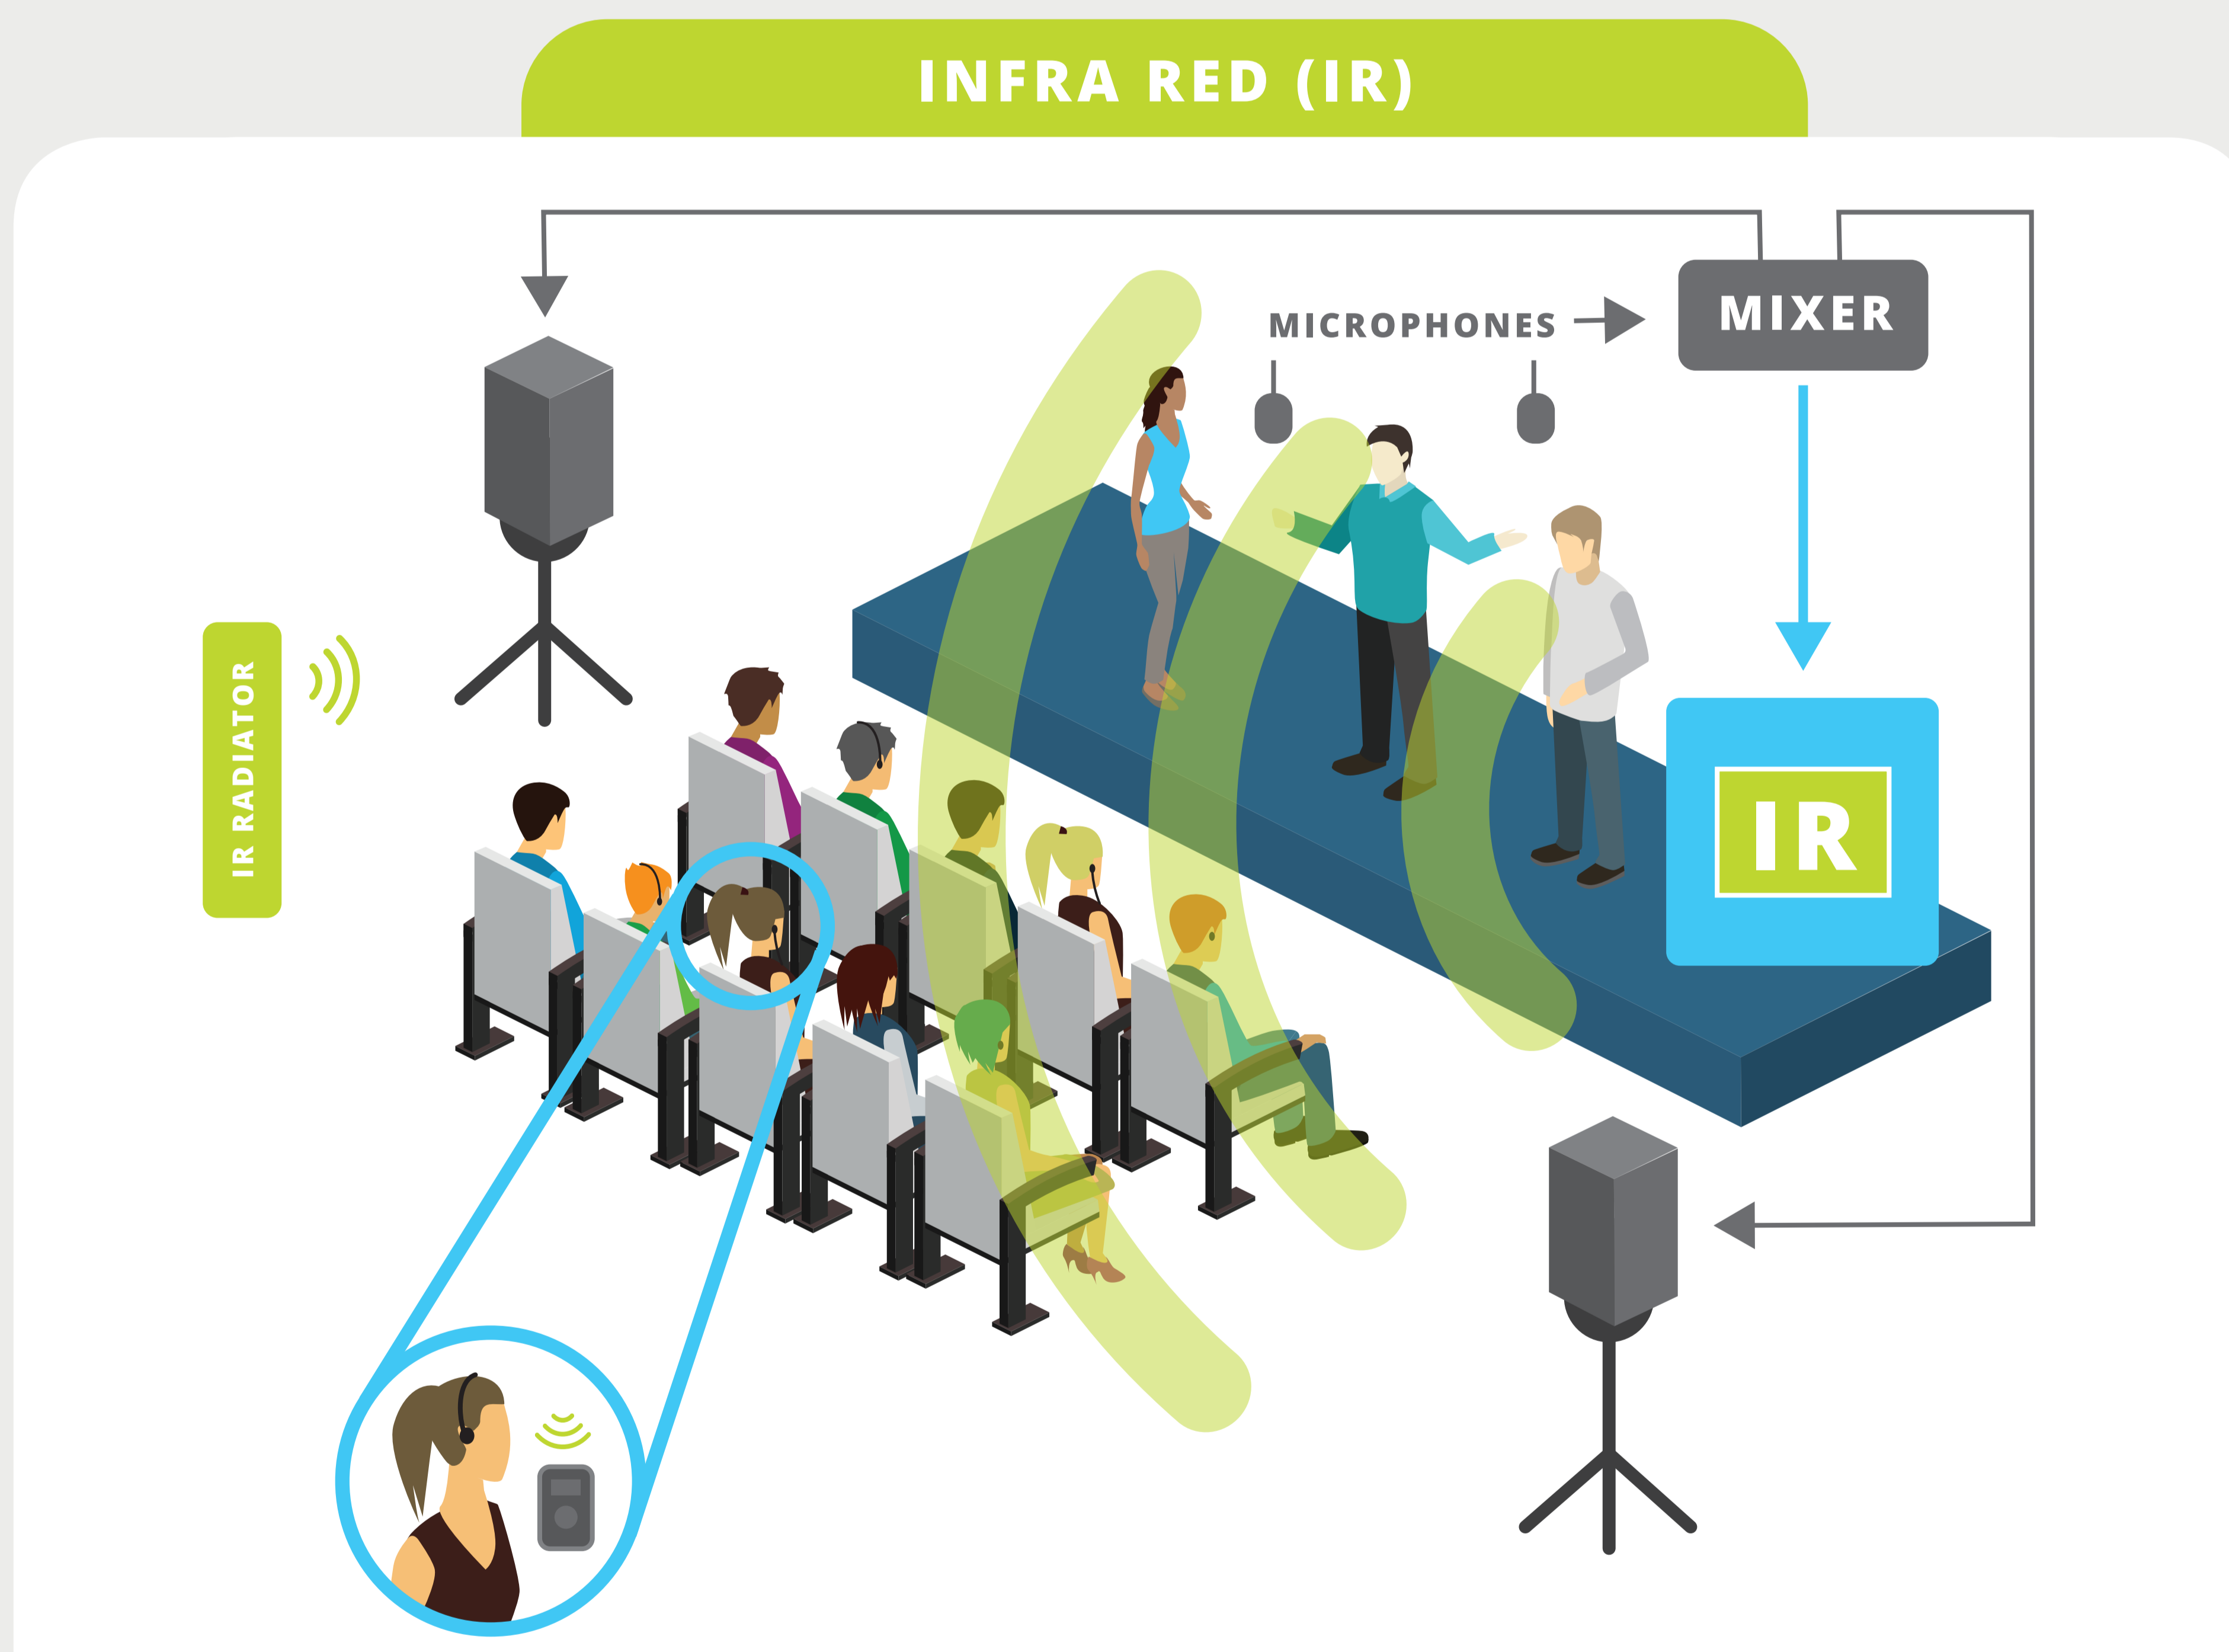 INFRA RED (IR)
MICROPHONES
MIXER
IR RADIATOR
IR